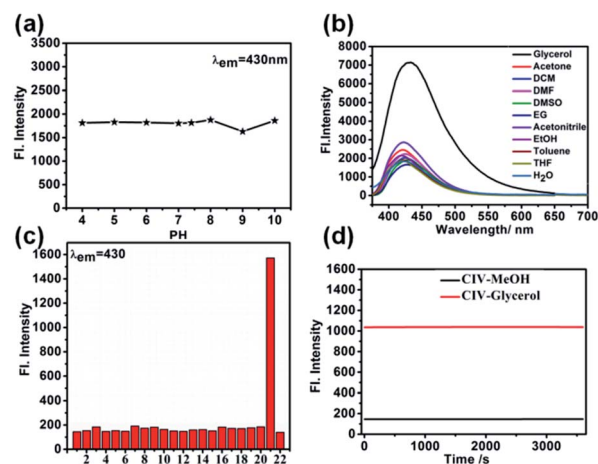 (a)
λem=430nm
Fl. Intensity
3500
3000
2500
2000
1500
1000
500
0
4 5 6 7 8 9 10
PH
(b)
Fl. Intensity
8000
7000
6000
5000
4000
3000
2000
1000
0
Glycerol
Acetone
DCM
DMF
DMSO
EG
Acetonitrile
EtOH
Toluene
THF
H2O
400 450 500 550 600 650 700
Wavelength/ nm
(c)
λem=430
Fl. Intensity
1600
1400
1200
1000
800
600
400
200
0
2 4 6 8 10 12 14 16 18 20 22
(d)
CIV-MeOH
CIV-Glycerol
Fl. Intensity
1600
1400
1200
1000
800
600
400
200
0
0 1000 2000 3000
Time /s